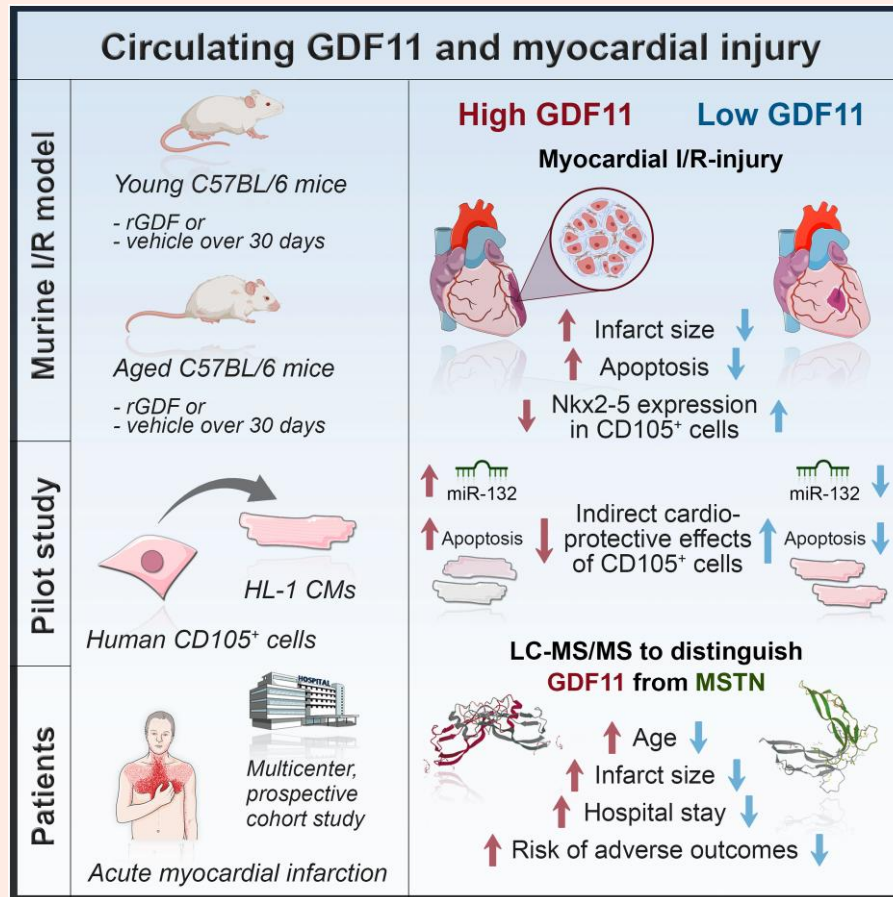 Circulating GDF11 and myocardial injury
Murine I/R model
Young C57BL/6 mice
- rGDF or
- vehicle over 30 days
Aged C57BL/6 mice
- rGDF or
- vehicle over 30 days
High GDF11 Low GDF11
Myocardial I/R-injury
Infarct size
Apoptosis
Nkx2-5 expression
in CD105⁺ cells
Pilot study
HL-1 CMs
Human CD105⁺ cells
miR-132
Apoptosis
Indirect cardio-
protective effects
of CD105⁺ cells
miR-132
Apoptosis
Patients
HOSPITAL
Multicenter,
prospective
cohort study
Acute myocardial infarction
LC-MS/MS to distinguish
GDF11 from MSTN
Age
Infarct size
Hospital stay
Risk of adverse outcomes